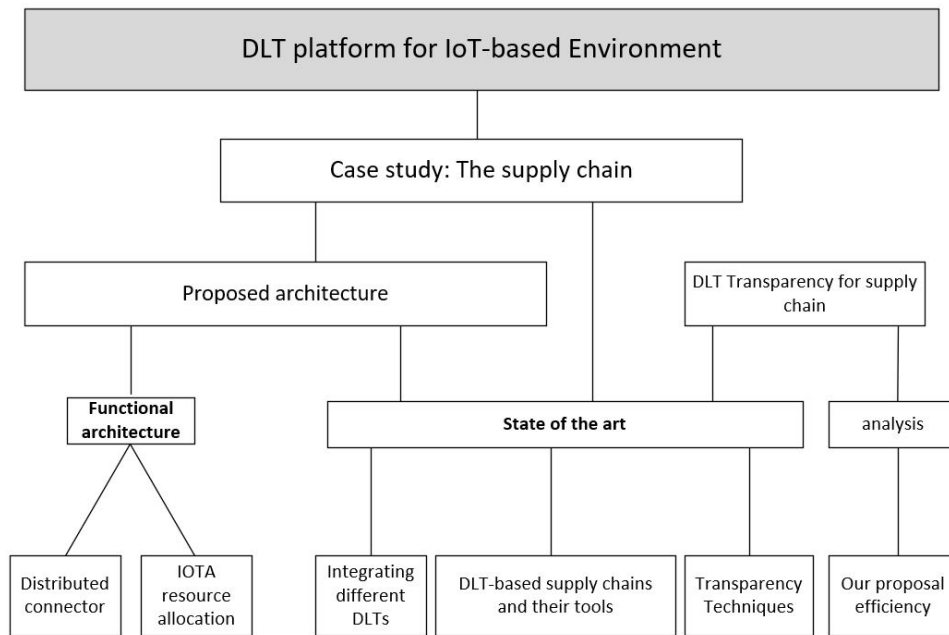 DLT platform for IoT-based Environment
Case study: The supply chain
Proposed architecture
DLT Transparency for supply
chain
Functional
architecture
State of the art
analysis
Distributed
connector
IOTA
resource
allocation
Integrating
different
DLTs
DLT-based supply chains
and their tools
Transparency
Techniques
Our proposal
efficiency